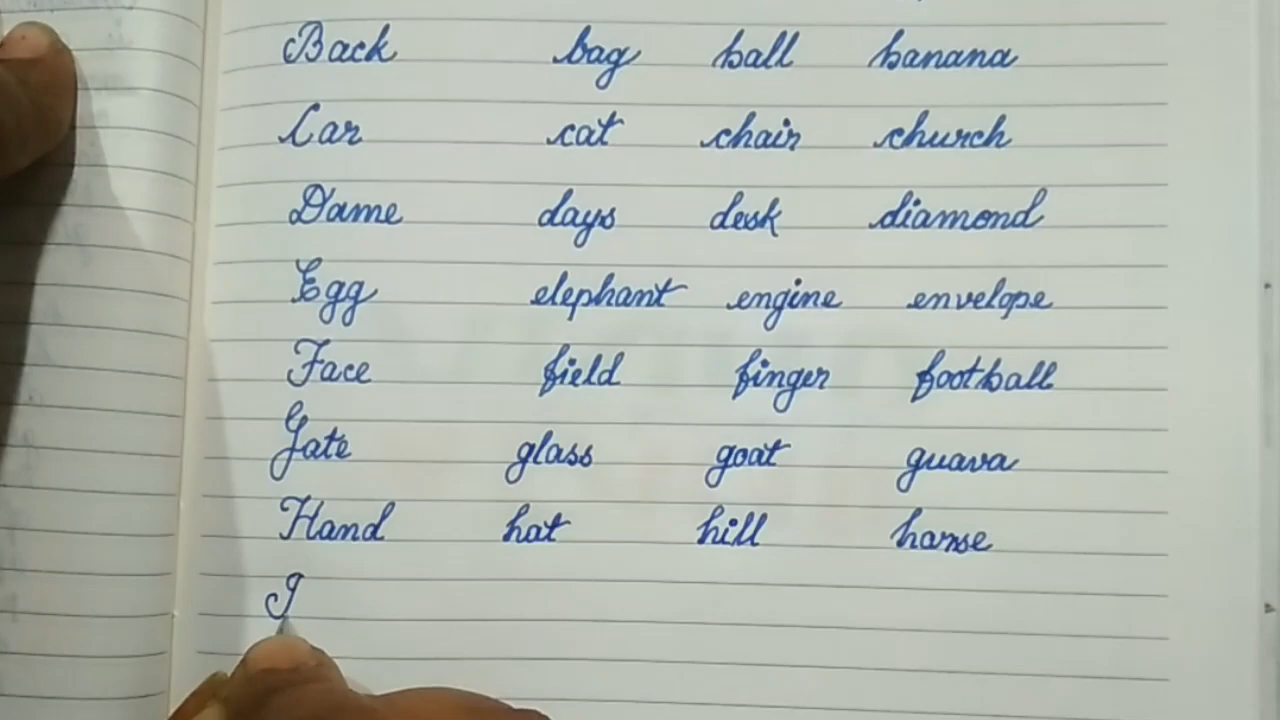 Back bag ball banana
Car cat chair church
Dame days desk diamond
Egg elephant engine envelope
Face field finger football
Gate glass goat guava
Hand hat hill horse
I